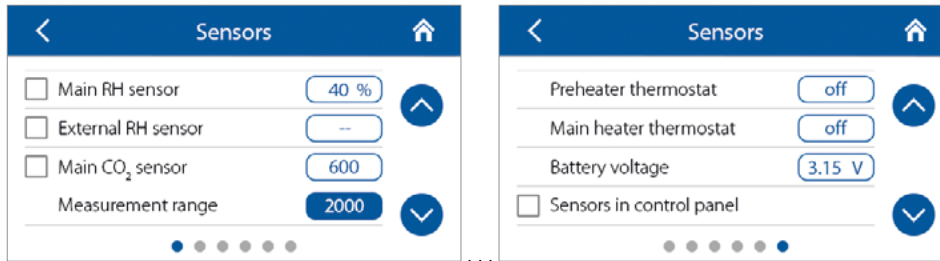 Sensors
Main RH sensor 40 %
External RH sensor --
Main CO₂ sensor 600
Measurement range 2000
...
Sensors
Preheater thermostat off
Main heater thermostat off
Battery voltage 3.15 V
Sensors in control panel